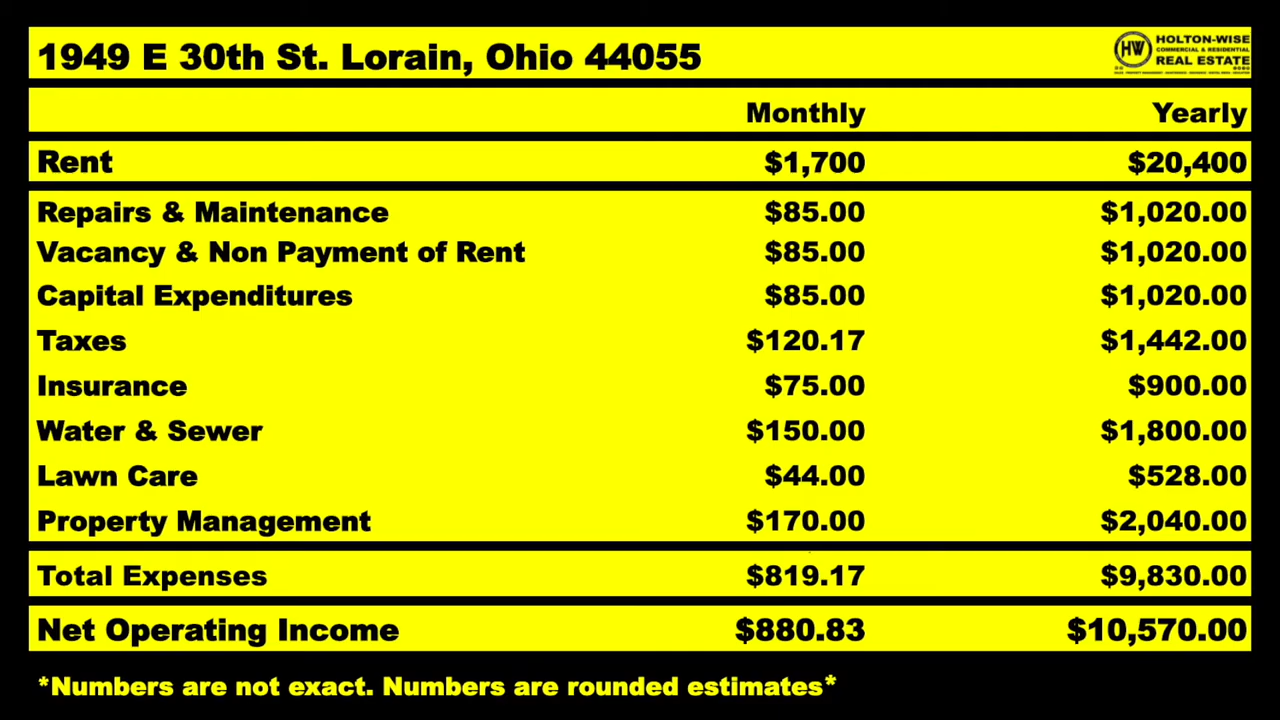 1949 E 30th St. Lorain, Ohio 44055
HW
HOLTON-WISE
COMMERCIAL & RESIDENTIAL
REAL ESTATE
Monthly Yearly
Rent $1,700 $20,400
Repairs & Maintenance $85.00 $1,020.00
Vacancy & Non Payment of Rent $85.00 $1,020.00
Capital Expenditures $85.00 $1,020.00
Taxes $120.17 $1,442.00
Insurance $75.00 $900.00
Water & Sewer $150.00 $1,800.00
Lawn Care $44.00 $528.00
Property Management $170.00 $2,040.00
Total Expenses $819.17 $9,830.00
Net Operating Income $880.83 $10,570.00
*Numbers are not exact. Numbers are rounded estimates*